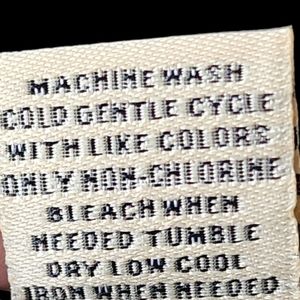 MACHINE WASH
COLD GENTLE CYCLE
WITH LIKE COLORS
ONLY NON-CHLORINE
BLEACH WHEN
NEEDED TUMBLE
DRY LOW COOL
IRON WHEN NEEDED